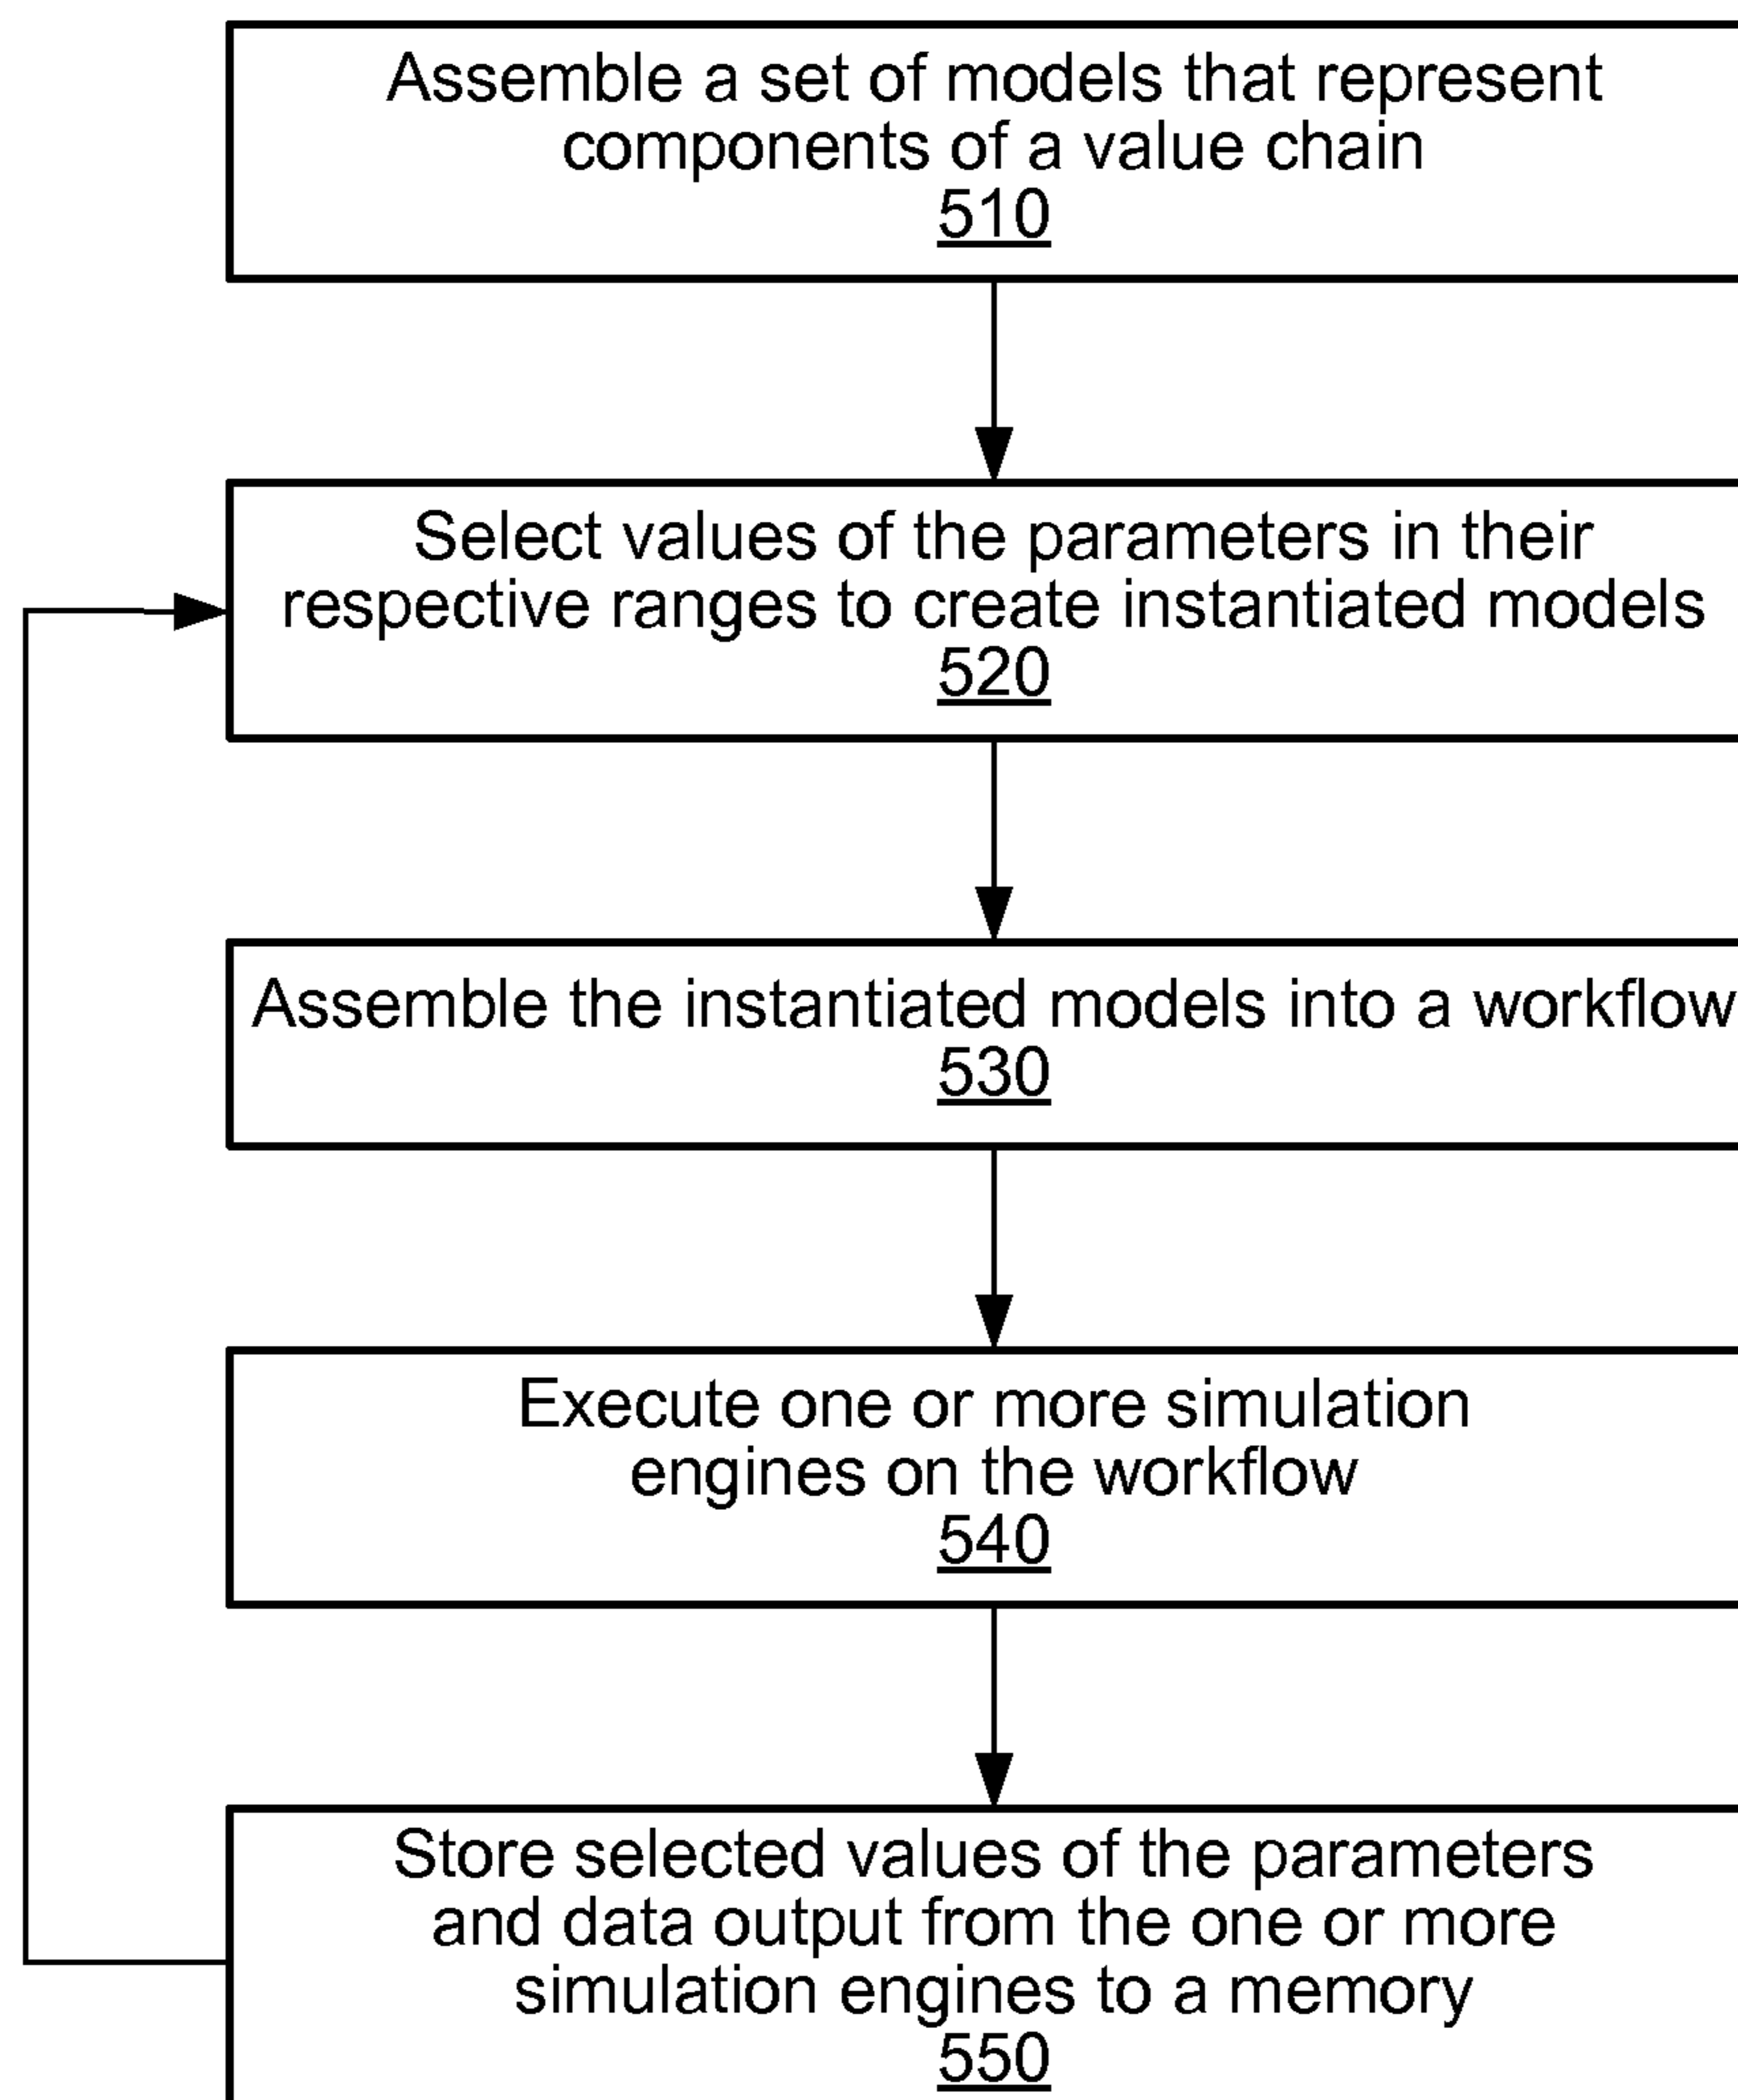 Assemble a set of models that represent
components of a value chain
510
Select values of the parameters in their
respective ranges to create instantiated models
520
Assemble the instantiated models into a workflow
530
Execute one or more simulation
engines on the workflow
540
Store selected values of the parameters
and data output from the one or more
simulation engines to a memory
550